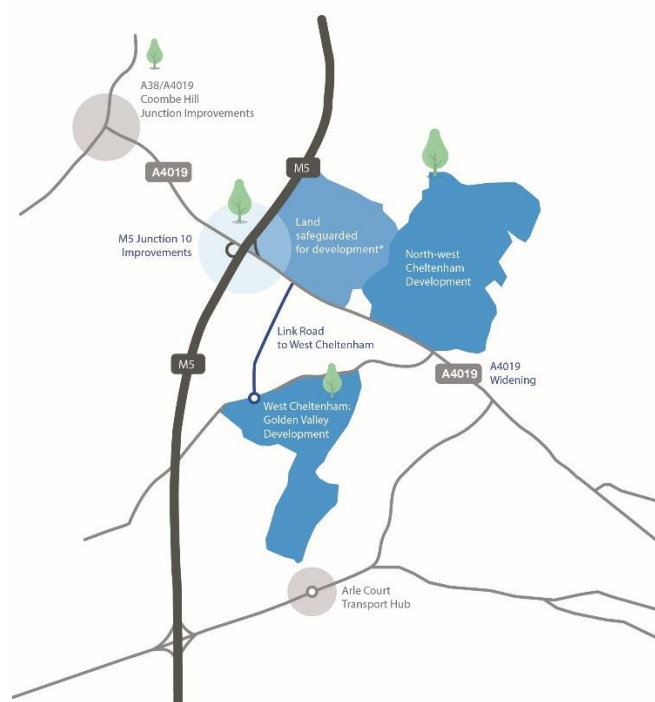 A38/A4019
Coombe Hill
Junction Improvements
A4019
M5
M5 Junction 10
Improvements
Land
safeguarded
for development*
North-west
Cheltenham
Development
Link Road
to West Cheltenham
M5
A4019
A4019
Widening
West Cheltenham:
Golden Valley
Development
Arle Court
Transport Hub